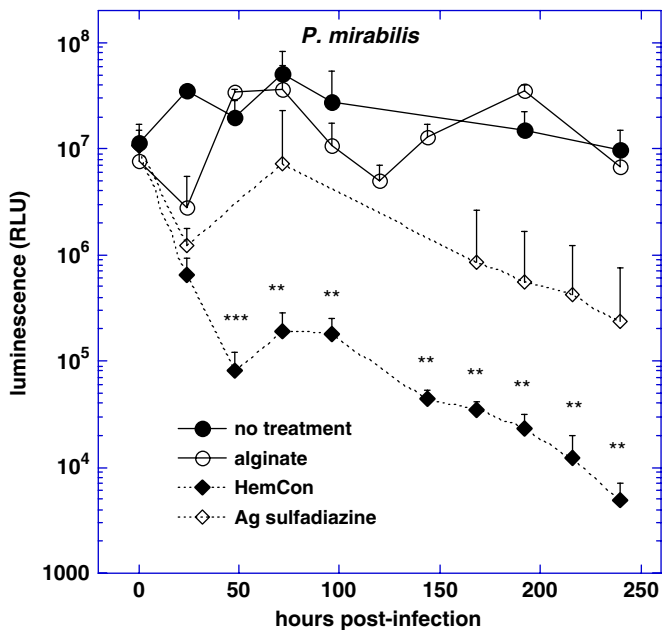 P. mirabilis
10⁸
10⁷
10⁶
10⁵
10⁴
1000
luminescence (RLU)
***
**
**
**
**
**
**
**
no treatment
alginate
HemCon
Ag sulfadiazine
0 50 100 150 200 250
hours post-infection